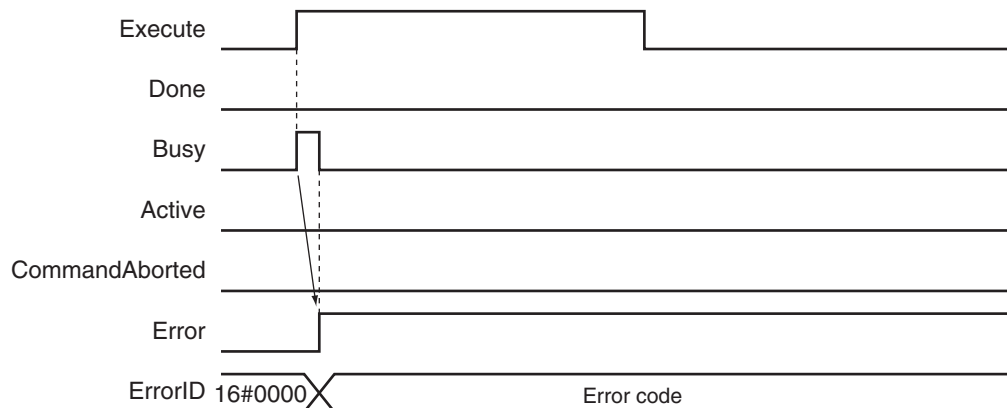 Execute
Done
Busy
Active
CommandAborted
Error
ErrorID 16#0000 Error code